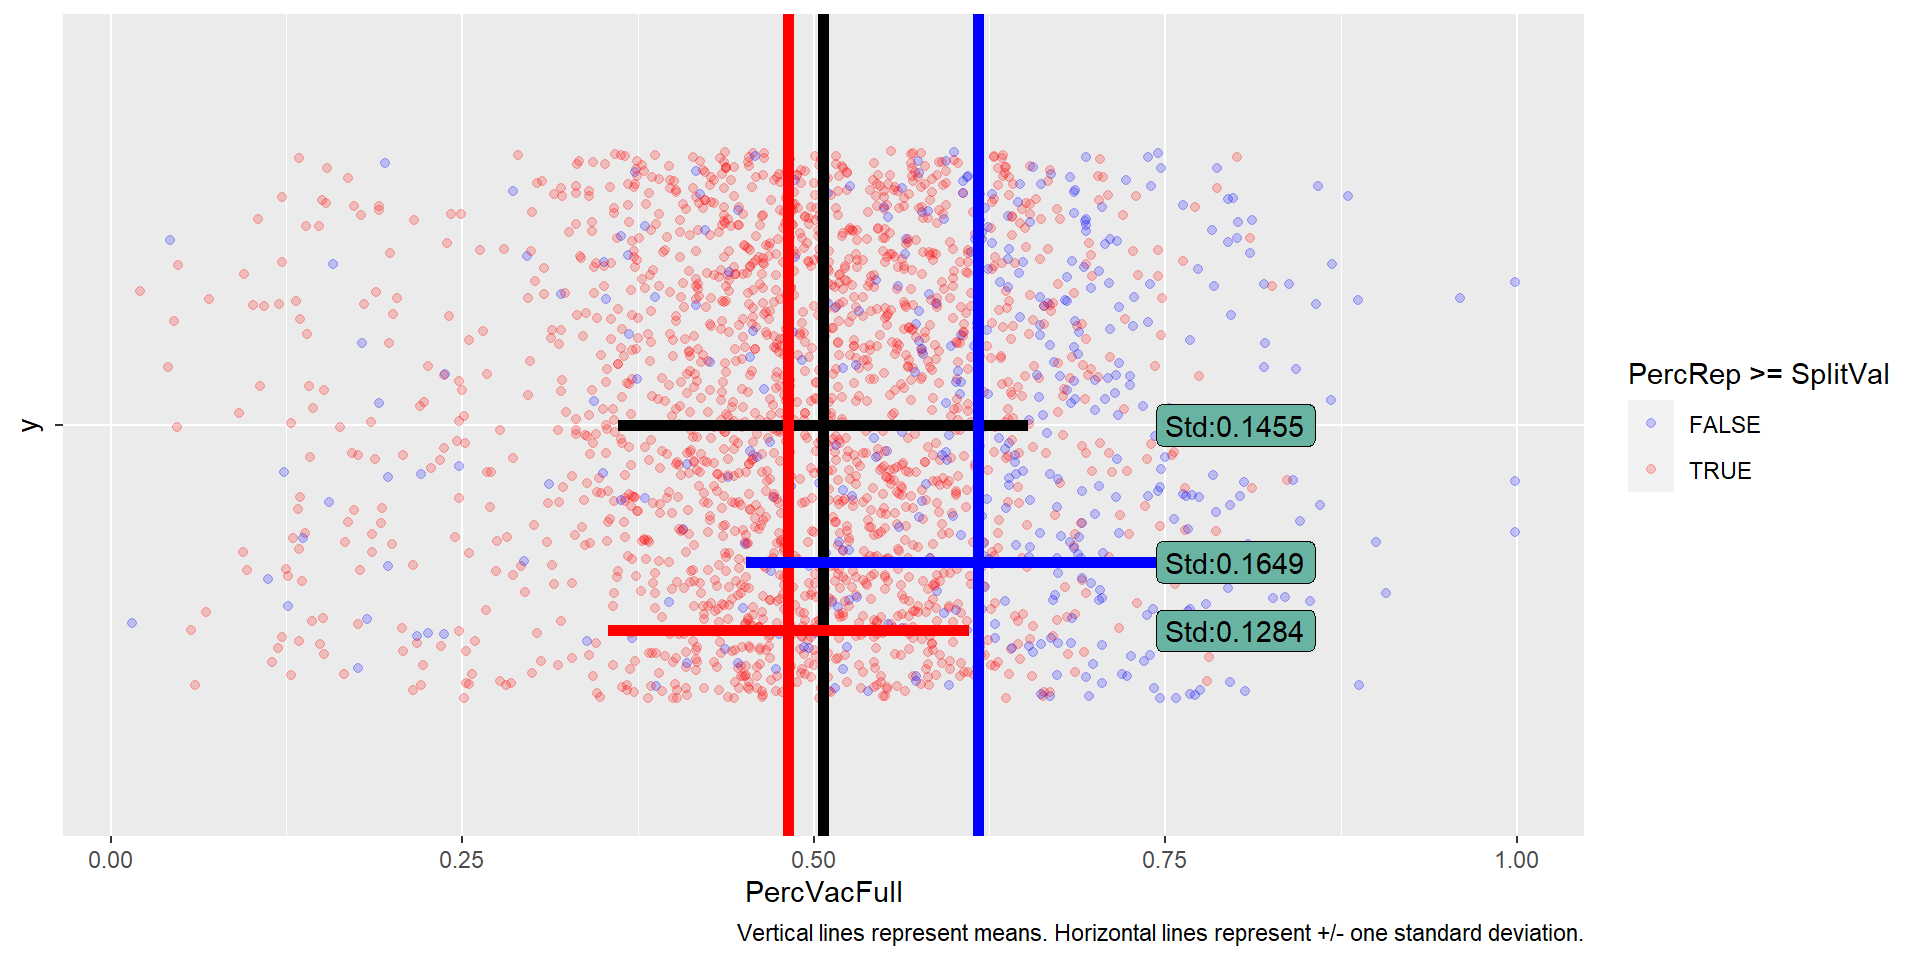 y
Std:0.1455
Std:0.1649
Std:0.1284
0.00 0.25 0.50 0.75 1.00
PercVacFull
Vertical lines represent means. Horizontal lines represent +/- one standard deviation.
PercRep >= SplitVal
FALSE
TRUE